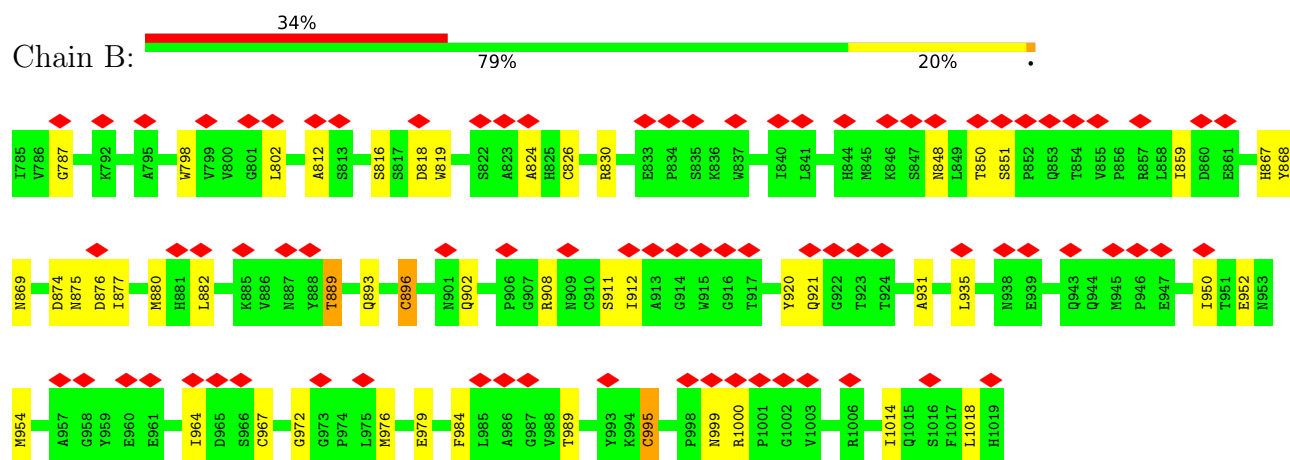 34%
Chain B:
79% 20% •
I785 V786 G787 K792 A795 W798 V799 V800 G801 L802 A812 S813 S816 S817 D818 W819 S822 A823 A824 H825 C826 R830 E833 P834 S835 K836 W837 I840 L841 H844 M845 K846 S847 N848 L849 T850 S851 P852 Q853 T854 V855 P856 R857 L858 I859 D860 E861 H867 Y868
N869 D874 N875 D876 I877 M880 H881 L882 K885 V886 N887 Y888 T889 Q893 C896 N901 Q902 P906 G907 R908 N909 C910 S911 I912 A913 G914 W915 G916 T917 Y920 Q921 G922 T923 T924 A931 L935 N938 E939 Q943 Q944 M945 P946 E947 I950 T951 E952 N953
M954 A957 G958 Y959 E960 E961 I964 D965 S966 C967 G972 G973 P974 L975 M976 E979 F984 L985 A986 G987 V988 T989 Y993 K994 C995 P998 N999 R1000 P1001 G1002 V1003 R1006 I1014 Q1015 S1016 F1017 L1018 H1019